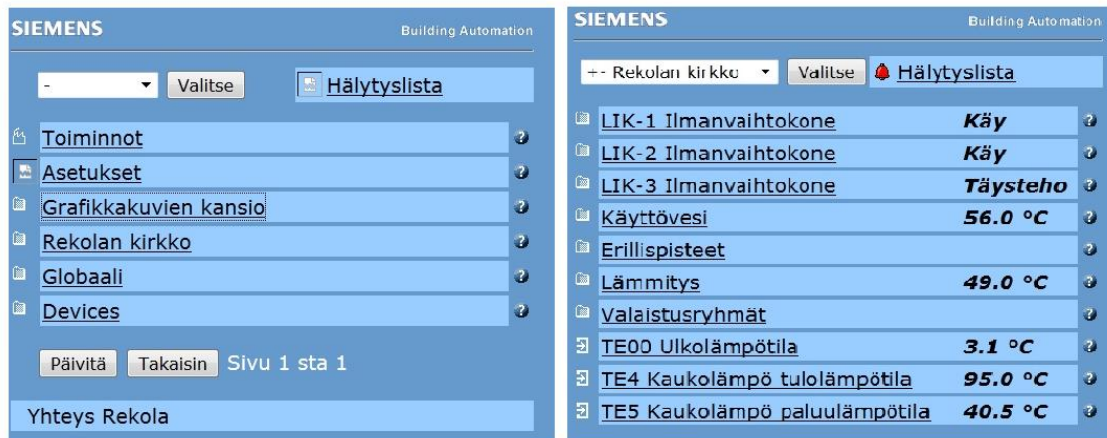 SIEMENS Building Automation
- Valitse Hälytyslista
Toiminnot
Asetukset
Grafikkakuvien kansio
Rekolan kirkko
Globaali
Devices
Päivitä Takaisin Sivu 1 sta 1
Yhteys Rekola
SIEMENS Building Automation
+- Rekolan kirkko Valitse Hälytyslista
LIK-1 Ilmanvaihtokone Käy
LIK-2 Ilmanvaihtokone Käy
LIK-3 Ilmanvaihtokone Täysteho
Käyttövesi 56.0 °C
Erillispisteet
Lämmitys 49.0 °C
Valaistusryhmät
TE00 Ulkolämpötila 3.1 °C
TE4 Kaukolämpö tulolämpötila 95.0 °C
TE5 Kaukolämpö paluulämpötila 40.5 °C